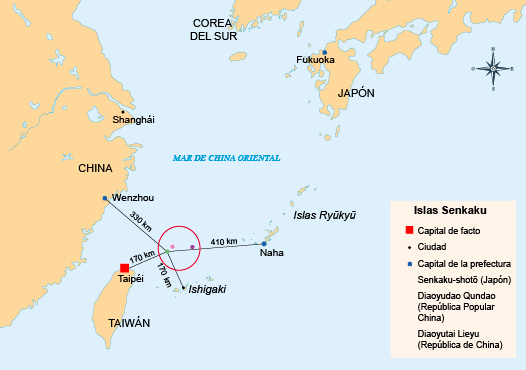 COREA
DEL SUR
Fukuoka
JAPÓN
Shanghái
CHINA
MAR DE CHINA ORIENTAL
Wenzhou
330 km
Islas Ryūkyū
410 km
Naha
170 km
170 km
Taipéi
Ishigaki
TAIWÁN
N
Islas Senkaku
Capital de facto
Ciudad
Capital de la prefectura
Senkaku-shotō (Japón)
Diaoyudao Qundao
(República Popular
China)
Diaoyutai Lieyu
(República de China)